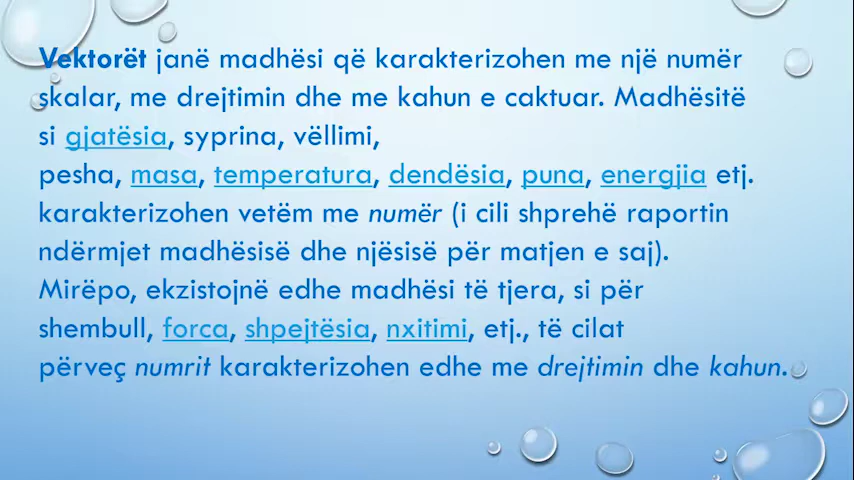 Vektorët janë madhësi që karakterizohen me një numër
skalar, me drejtimin dhe me kahun e caktuar. Madhësitë
si gjatësia, syprina, vëllimi,
pesha, masa, temperatura, dendësia, puna, energjia etj.
karakterizohen vetëm me numër (i cili shprehë raportin
ndërmjet madhësisë dhe njësisë për matjen e saj).
Mirëpo, ekzistojnë edhe madhësi të tjera, si për
shembull, forca, shpejtësia, nxitimi, etj., të cilat
përveç numrit karakterizohen edhe me drejtimin dhe kahun.